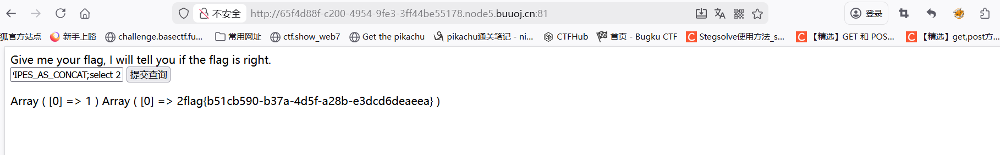 不安全 http://65f4d88f-c200-4954-9fe3-3ff44be55178.node5.buuoj.cn:81 登录
狐官方站点 新手上路 challenge.basectf.fu... 常用网址 ctf.show_web7 Get the pikachu pikachu通关笔记 - ni... CTFHub 首页 - Bugku CTF Stegsolve使用方法_s... 【精选】GET 和 POS... 【精选】get,post方...
Give me your flag, I will tell you if the flag is right.
IPES_AS_CONCAT;select 2 提交查询
Array ( [0] => 1 ) Array ( [0] => 2flag{b51cb590-b37a-4d5f-a28b-e3dcd6deaeea} )